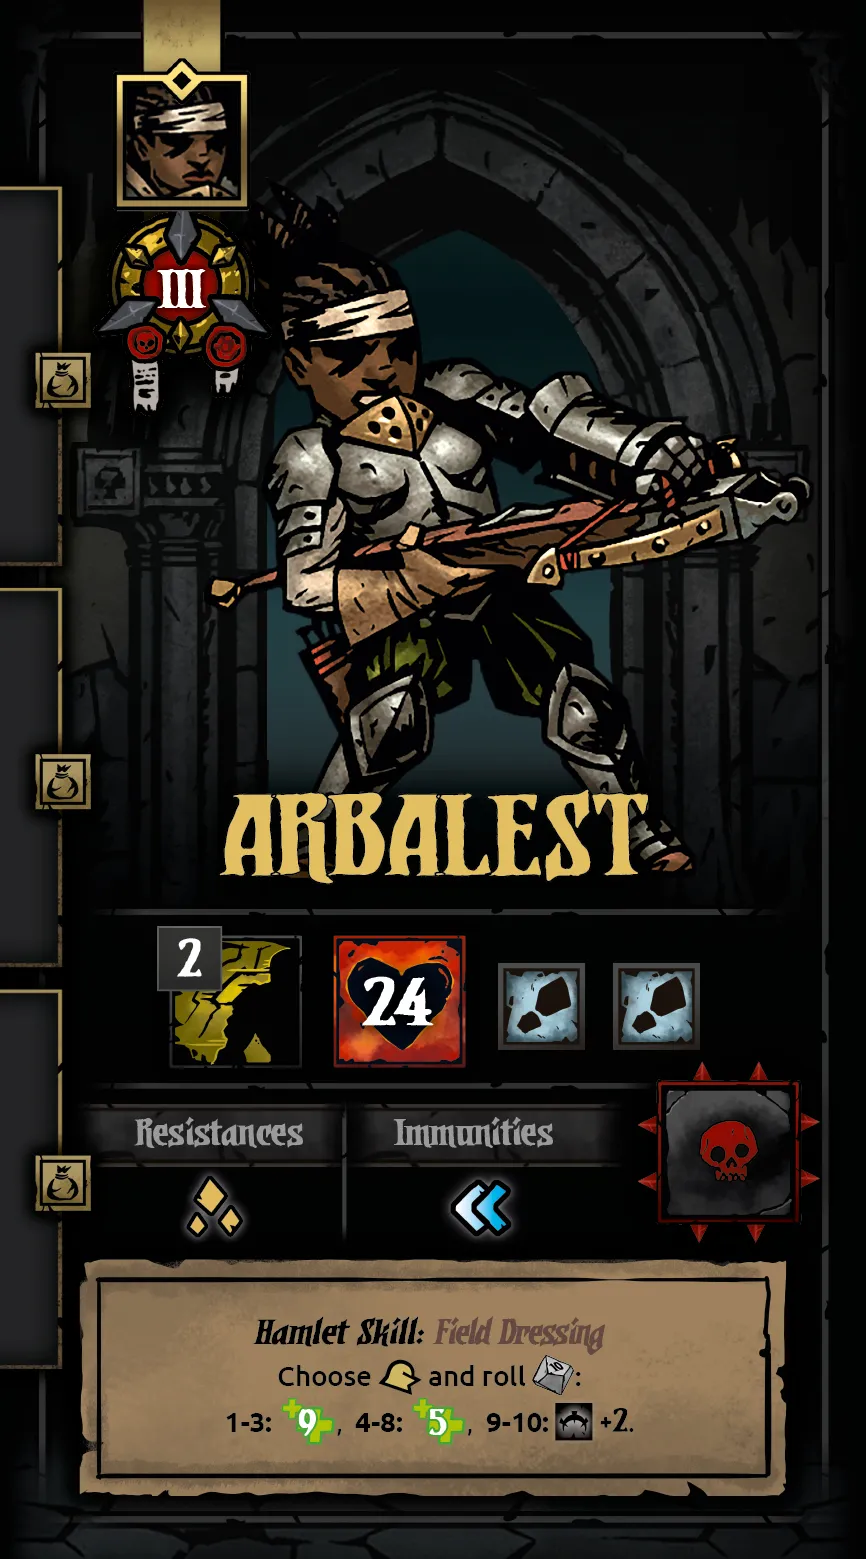 III
ARBALEST
2
24
Resistances Immunities
Hamlet Skill: Field Dressing
Choose and roll 10:
1-3: 9, 4-8: 5, 9-10: +2.